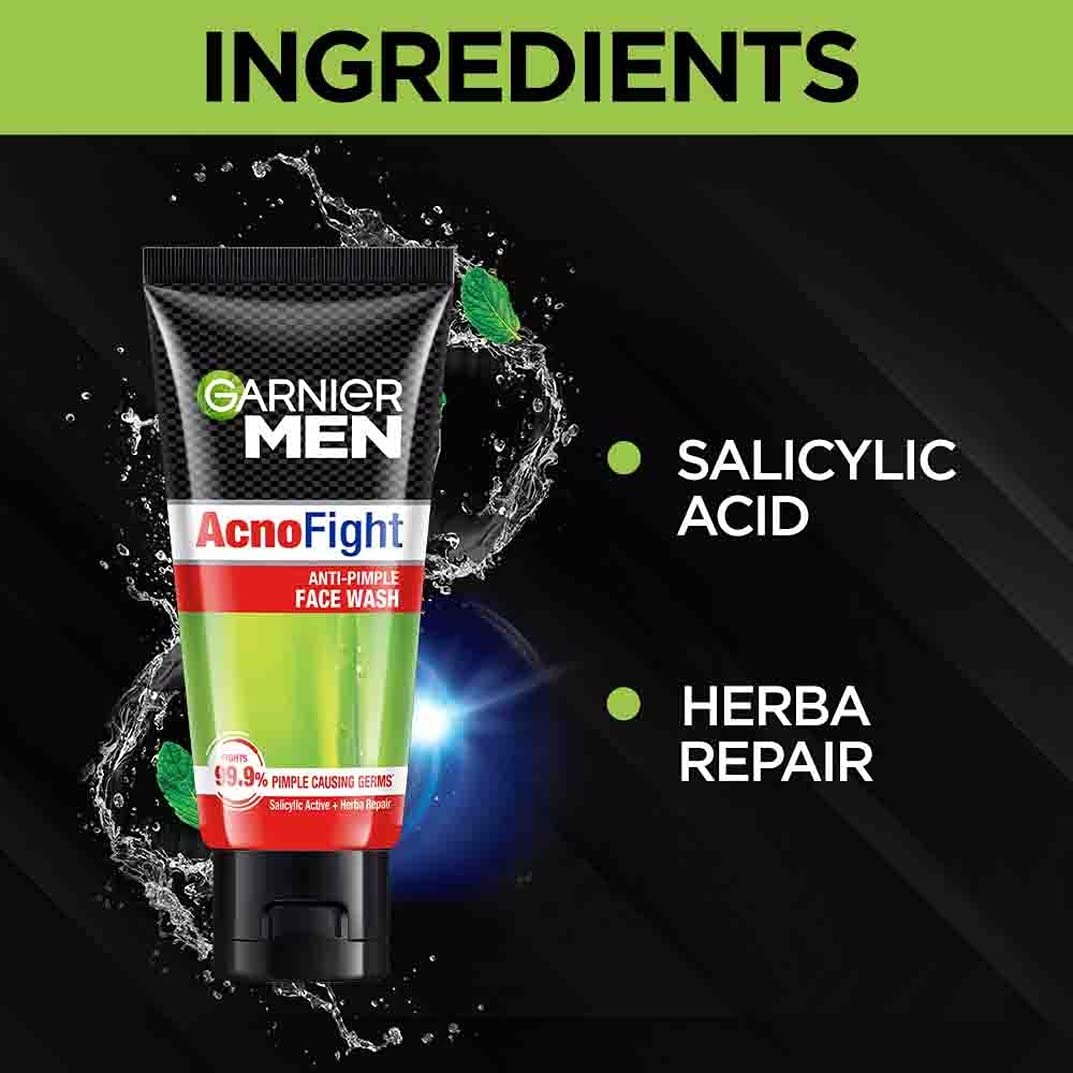 INGREDIENTS
GARNIER
MEN
AcnoFight
ANTI-PIMPLE
FACE WASH
FIGHTS
99.9% PIMPLE CAUSING GERMS*
Salicylic Active + Herba Repair
SALICYLIC
ACID
HERBA
REPAIR